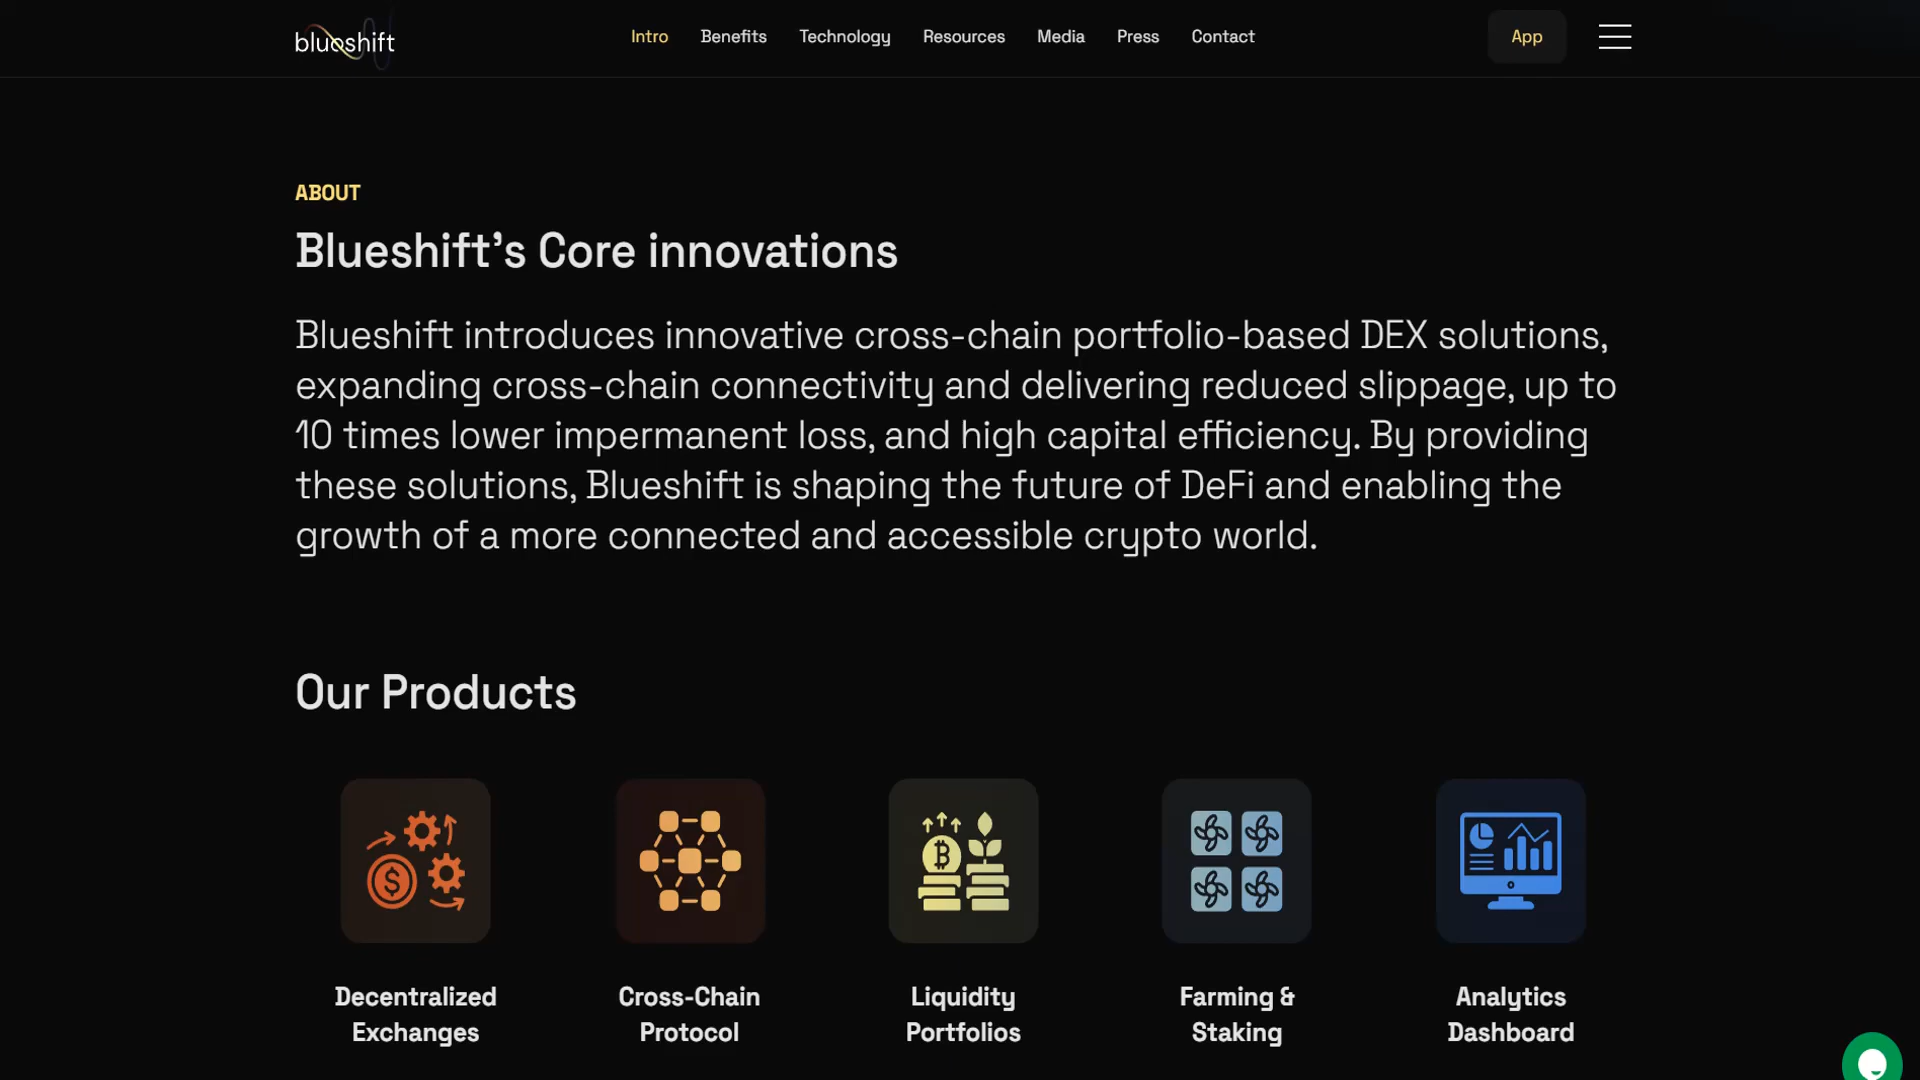 blueshift
Intro
Benefits
Technology
Resources
Media
Press
Contact
App
ABOUT
Blueshift’s Core innovations
Blueshift introduces innovative cross-chain portfolio-based DEX solutions,
expanding cross-chain connectivity and delivering reduced slippage, up to
10 times lower impermanent loss, and high capital efficiency. By providing
these solutions, Blueshift is shaping the future of DeFi and enabling the
growth of a more connected and accessible crypto world.
Our Products
Decentralized
Exchanges
Cross-Chain
Protocol
Liquidity
Portfolios
Farming &
Staking
Analytics
Dashboard